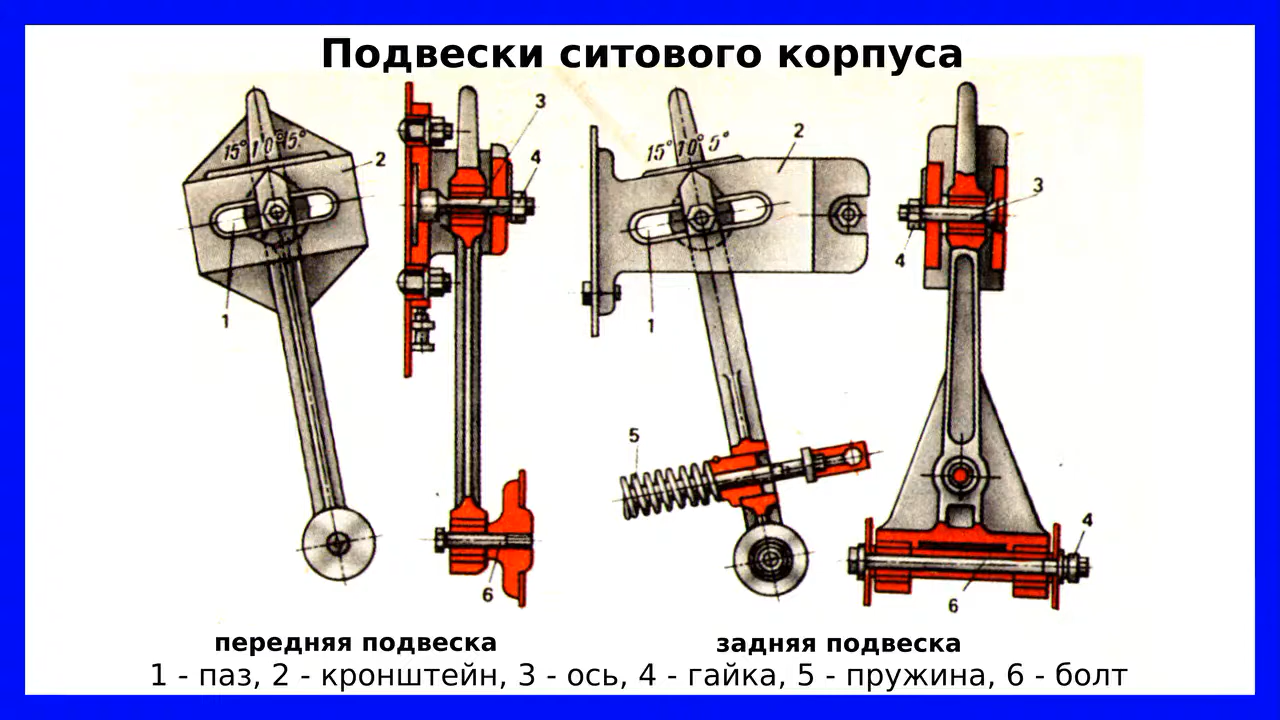 Подвески ситового корпуса
15° 10° 5°
2
1
3
4
6
15° 10° 5°
2
1
5
3
4
4
6
передняя подвеска
задняя подвеска
1 - паз, 2 - кронштейн, 3 - ось, 4 - гайка, 5 - пружина, 6 - болт